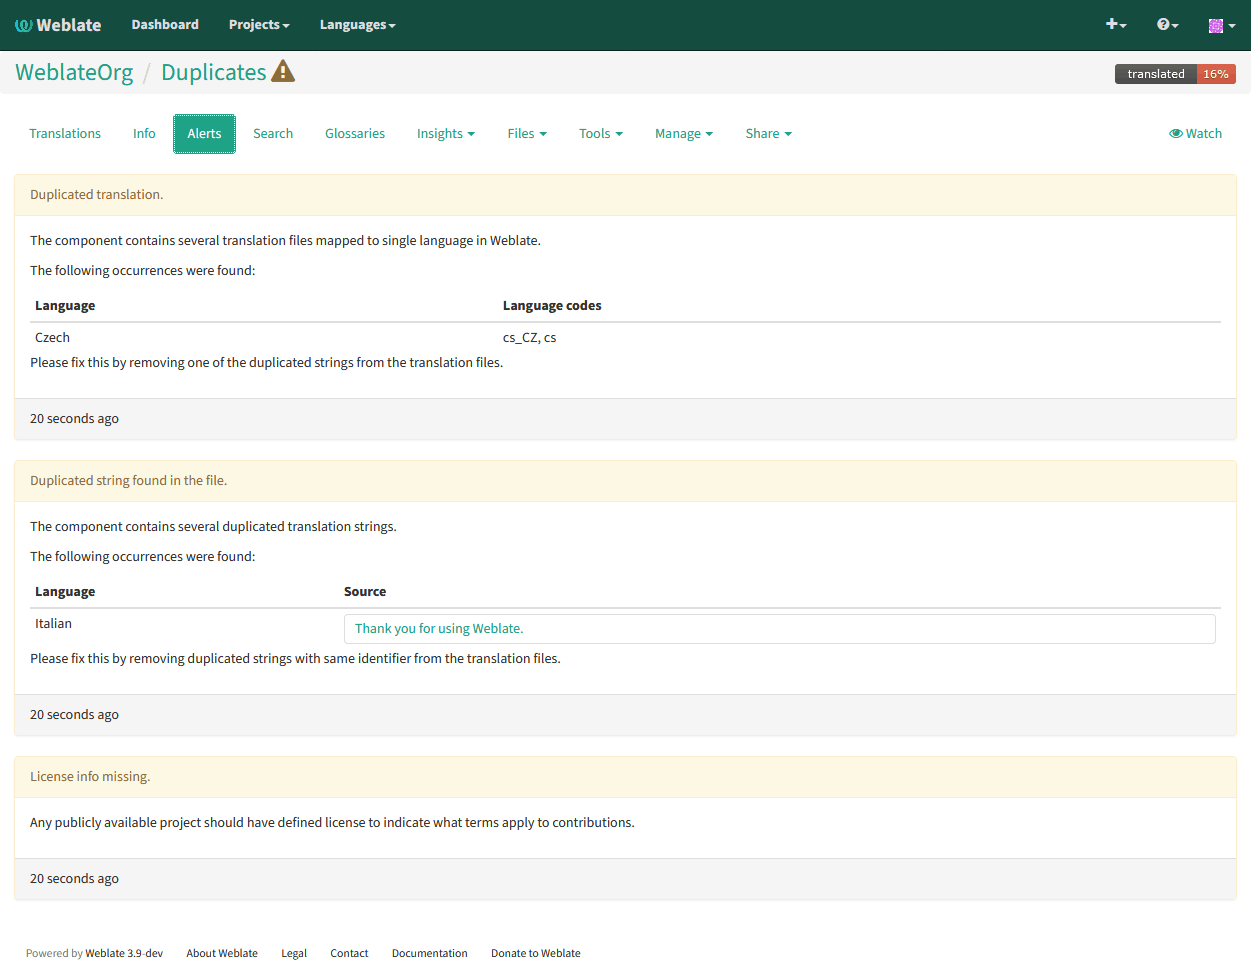 Weblate Dashboard Projects Languages
WeblateOrg / Duplicates translated 16%
Translations Info Alerts Search Glossaries Insights Files Tools Manage Share Watch
Duplicated translation.
The component contains several translation files mapped to single language in Weblate.
The following occurrences were found:
Language Language codes
Czech cs_CZ, cs
Please fix this by removing one of the duplicated strings from the translation files.
20 seconds ago
Duplicated string found in the file.
The component contains several duplicated translation strings.
The following occurrences were found:
Language Source
Italian Thank you for using Weblate.
Please fix this by removing duplicated strings with same identifier from the translation files.
20 seconds ago
License info missing.
Any publicly available project should have defined license to indicate what terms apply to contributions.
20 seconds ago
Powered by Weblate 3.9-dev About Weblate Legal Contact Documentation Donate to Weblate